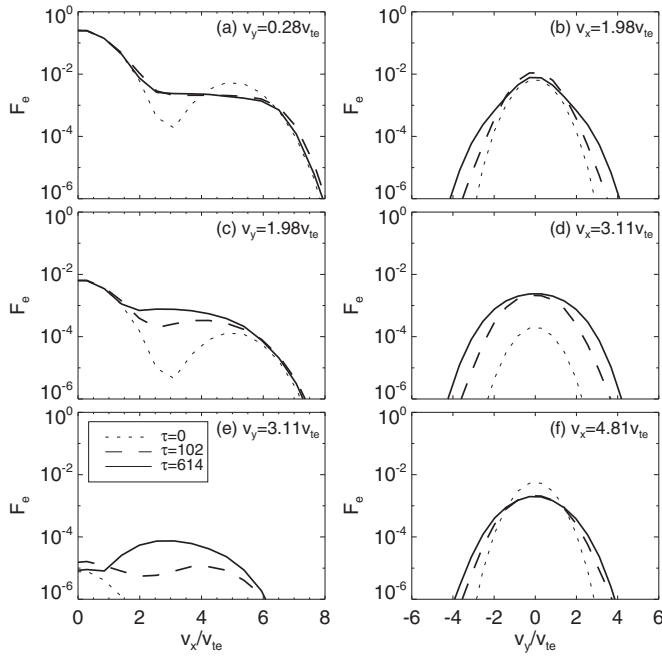 (a) v_y=0.28v_te
(b) v_x=1.98v_te
10^0
10^-2
10^-4
10^-6
F_e
10^0
10^-2
10^-4
10^-6
F_e
(c) v_y=1.98v_te
(d) v_x=3.11v_te
10^0
10^-2
10^-4
10^-6
F_e
10^0
10^-2
10^-4
10^-6
F_e
(e) v_y=3.11v_te
(f) v_x=4.81v_te
τ=0
τ=102
τ=614
10^0
10^-2
10^-4
10^-6
F_e
10^0
10^-2
10^-4
10^-6
F_e
0 2 4 6 8
-6 -4 -2 0 2 4 6
v_x/v_te
v_y/v_te